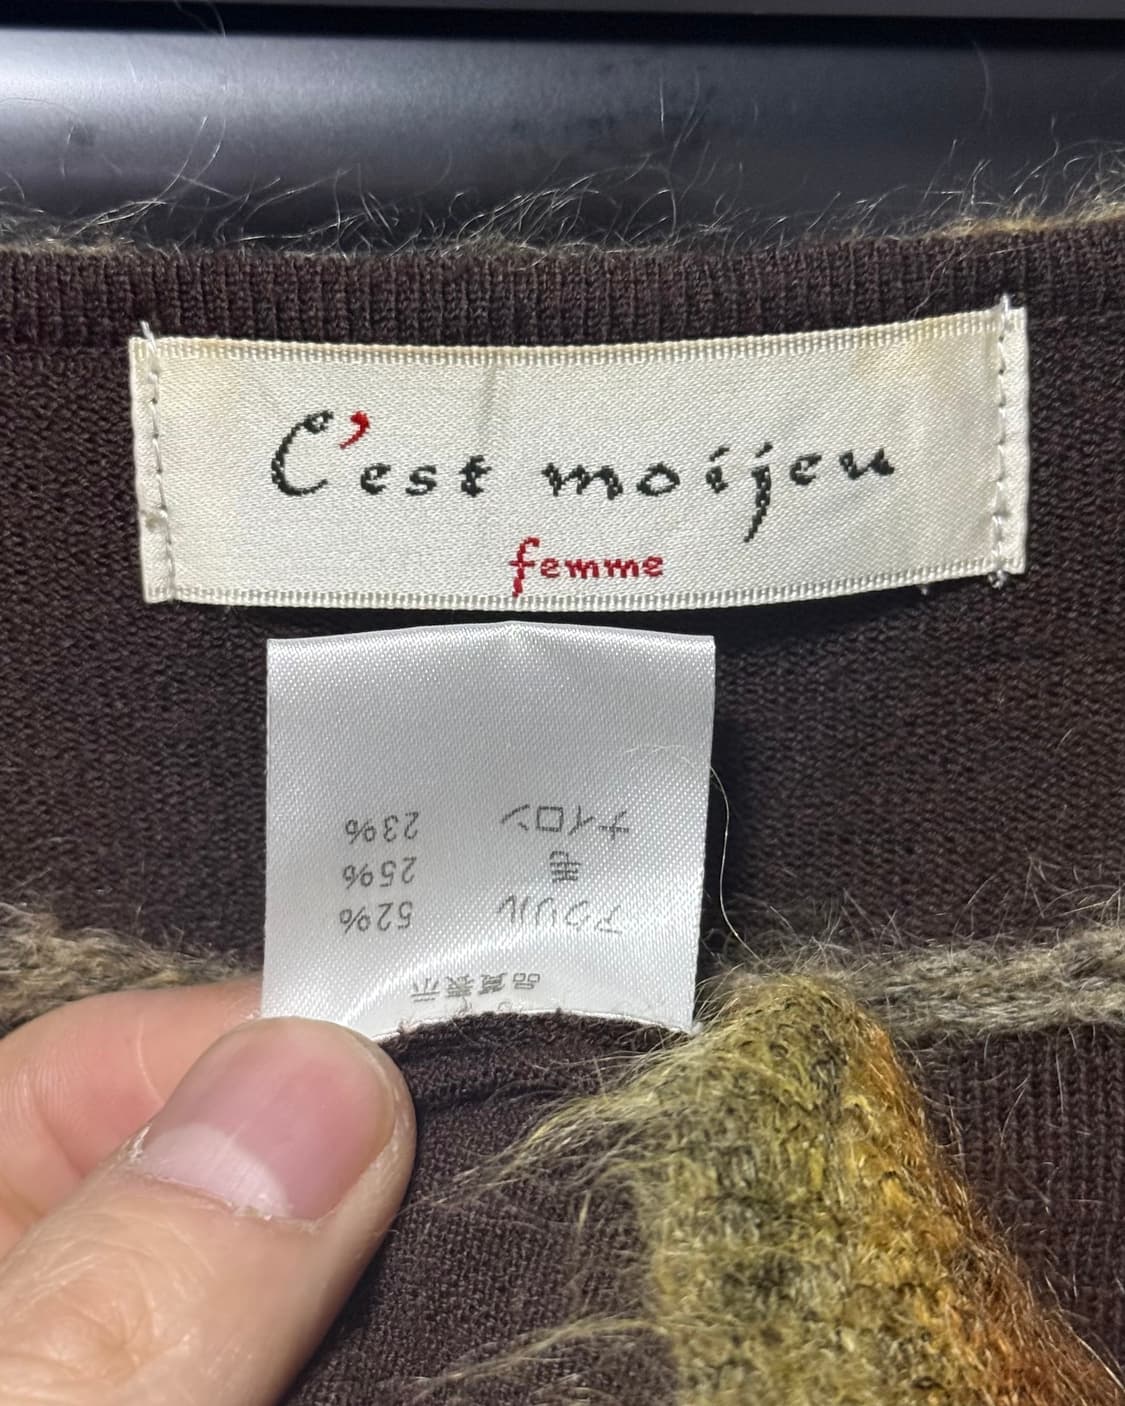 C'est moijeu
femme
品質表示
アクリル 52%
毛 25%
ナイロン 23%